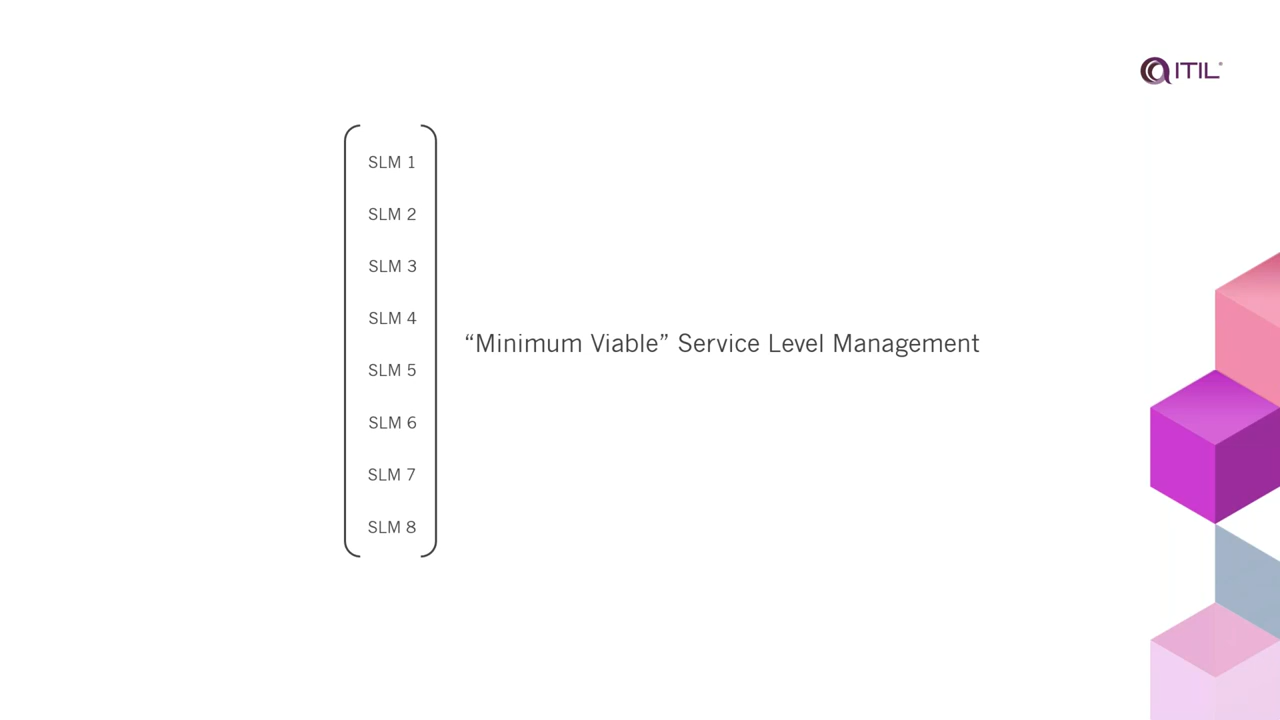 ITIL®
SLM 1
SLM 2
SLM 3
SLM 4
SLM 5
SLM 6
SLM 7
SLM 8
“Minimum Viable” Service Level Management